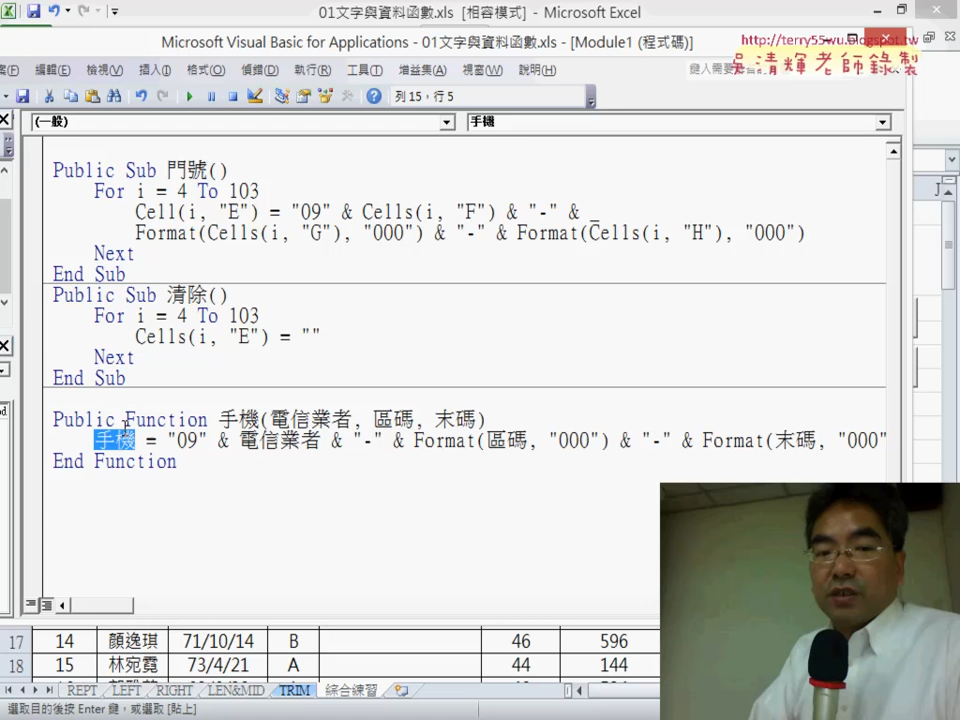 01文字與資料函數.xls [相容模式] - Microsoft Excel
Microsoft Visual Basic for Applications - 01文字與資料函數.xls - [Module1 (程式碼)]
http://terry55wu.blogspot.tw
吳清輝老師錄製
編輯(E) 檢視(V) 插入(I) 格式(O) 偵錯(D) 執行(R) 工具(T) 增益集(A) 視窗(W) 說明(H)
列 15，行 5
(一般) 手機
Public Sub 門號()
For i = 4 To 103
Cell(i, "E") = "09" & Cells(i, "F") & "-" & _
Format(Cells(i, "G"), "000") & "-" & Format(Cells(i, "H"), "000")
Next
End Sub
Public Sub 清除()
For i = 4 To 103
Cells(i, "E") = ""
Next
End Sub
Public Function 手機(電信業者, 區碼, 末碼)
手機 = "09" & 電信業者 & "-" & Format(區碼, "000") & "-" & Format(末碼, "000"
End Function
17 14 顏逸琪 71/10/14 B 46 596
18 15 林宛霓 73/4/21 A 44 144
REPT LEFT RIGHT LEN&MID TRIM 綜合練習
選取目的後按 Enter 鍵，或選取 [貼上]